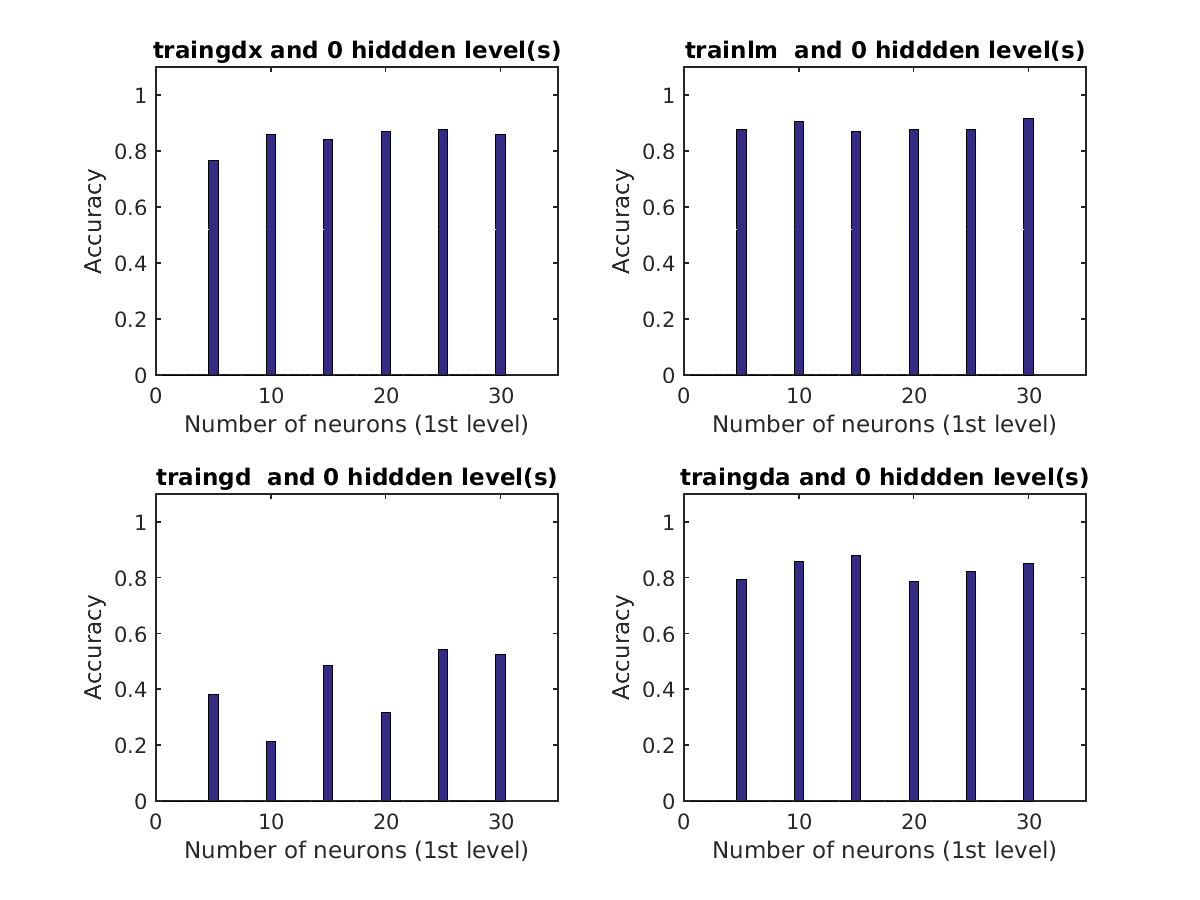 traingdx and 0 hiddden level(s)
1
0.8
0.6
0.4
0.2
0
Accuracy
0 10 20 30
Number of neurons (1st level)
trainlm  and 0 hiddden level(s)
1
0.8
0.6
0.4
0.2
0
Accuracy
0 10 20 30
Number of neurons (1st level)
traingd  and 0 hiddden level(s)
1
0.8
0.6
0.4
0.2
0
Accuracy
0 10 20 30
Number of neurons (1st level)
traingda and 0 hiddden level(s)
1
0.8
0.6
0.4
0.2
0
Accuracy
0 10 20 30
Number of neurons (1st level)